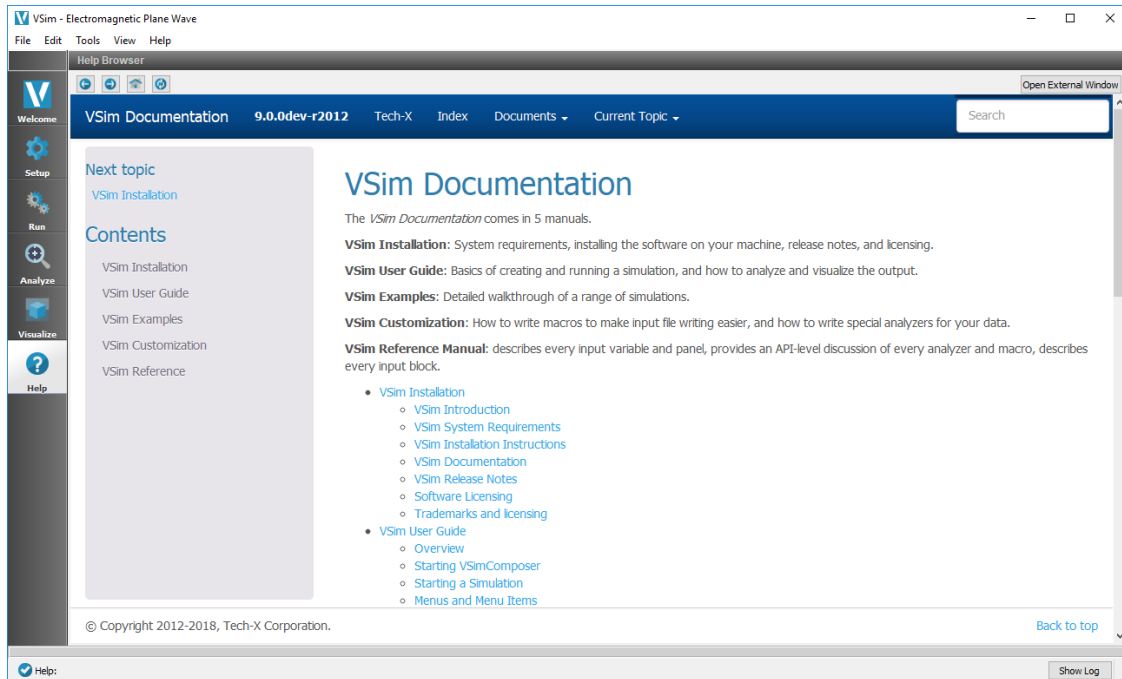 VSim - Electromagnetic Plane Wave
File Edit Tools View Help
Help Browser
Open External Window
Welcome
Setup
Run
Analyze
Visualize
Help
VSim Documentation 9.0.0dev-r2012 Tech-X Index Documents Current Topic Search
Next topic
VSim Installation
Contents
VSim Installation
VSim User Guide
VSim Examples
VSim Customization
VSim Reference
VSim Documentation
The VSim Documentation comes in 5 manuals.
VSim Installation: System requirements, installing the software on your machine, release notes, and licensing.
VSim User Guide: Basics of creating and running a simulation, and how to analyze and visualize the output.
VSim Examples: Detailed walkthrough of a range of simulations.
VSim Customization: How to write macros to make input file writing easier, and how to write special analyzers for your data.
VSim Reference Manual: describes every input variable and panel, provides an API-level discussion of every analyzer and macro, describes
every input block.
• VSim Installation
◦ VSim Introduction
◦ VSim System Requirements
◦ VSim Installation Instructions
◦ VSim Documentation
◦ VSim Release Notes
◦ Software Licensing
◦ Trademarks and licensing
• VSim User Guide
◦ Overview
◦ Starting VSimComposer
◦ Starting a Simulation
◦ Menus and Menu Items
© Copyright 2012-2018, Tech-X Corporation.
Back to top
Help:
Show Log